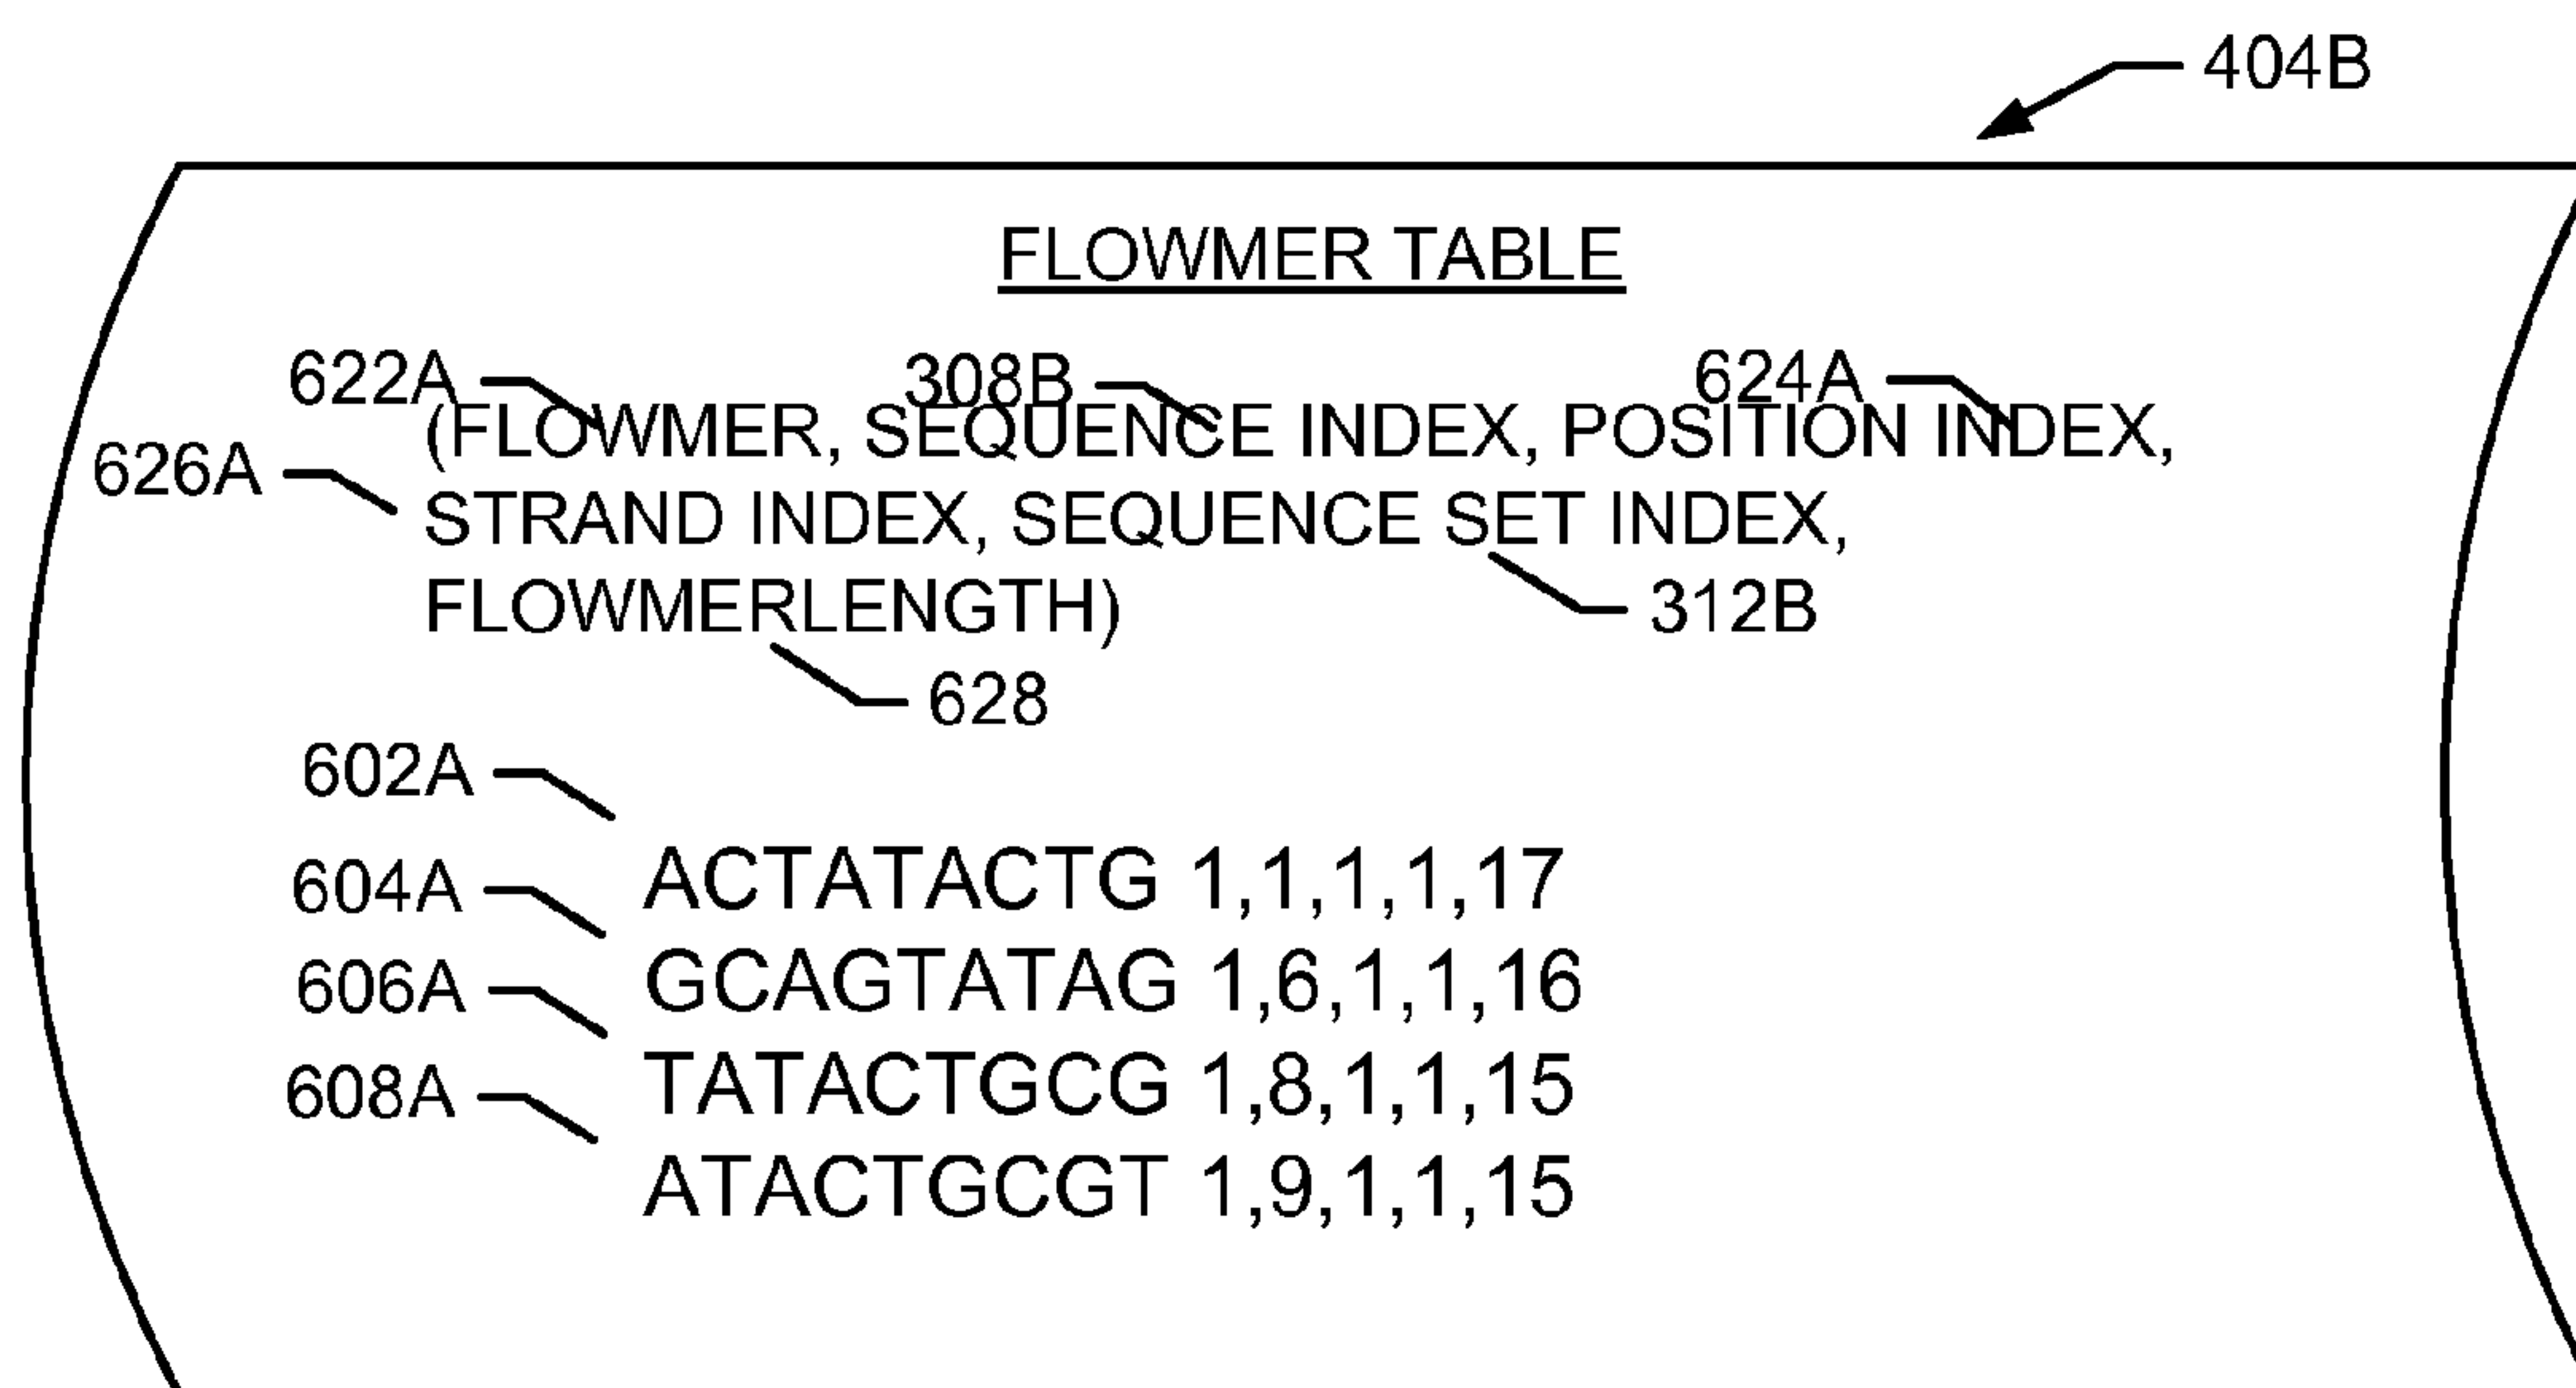 404B
FLOWMER TABLE
622A 308B 624A
(FLOWMER, SEQUENCE INDEX, POSITION INDEX,
626A
STRAND INDEX, SEQUENCE SET INDEX,
FLOWMERLENGTH) 312B
628
602A
ACTATACTG 1,1,1,1,17
604A
GCAGTATAG 1,6,1,1,16
606A
TATACTGCG 1,8,1,1,15
608A
ATACTGCGT 1,9,1,1,15